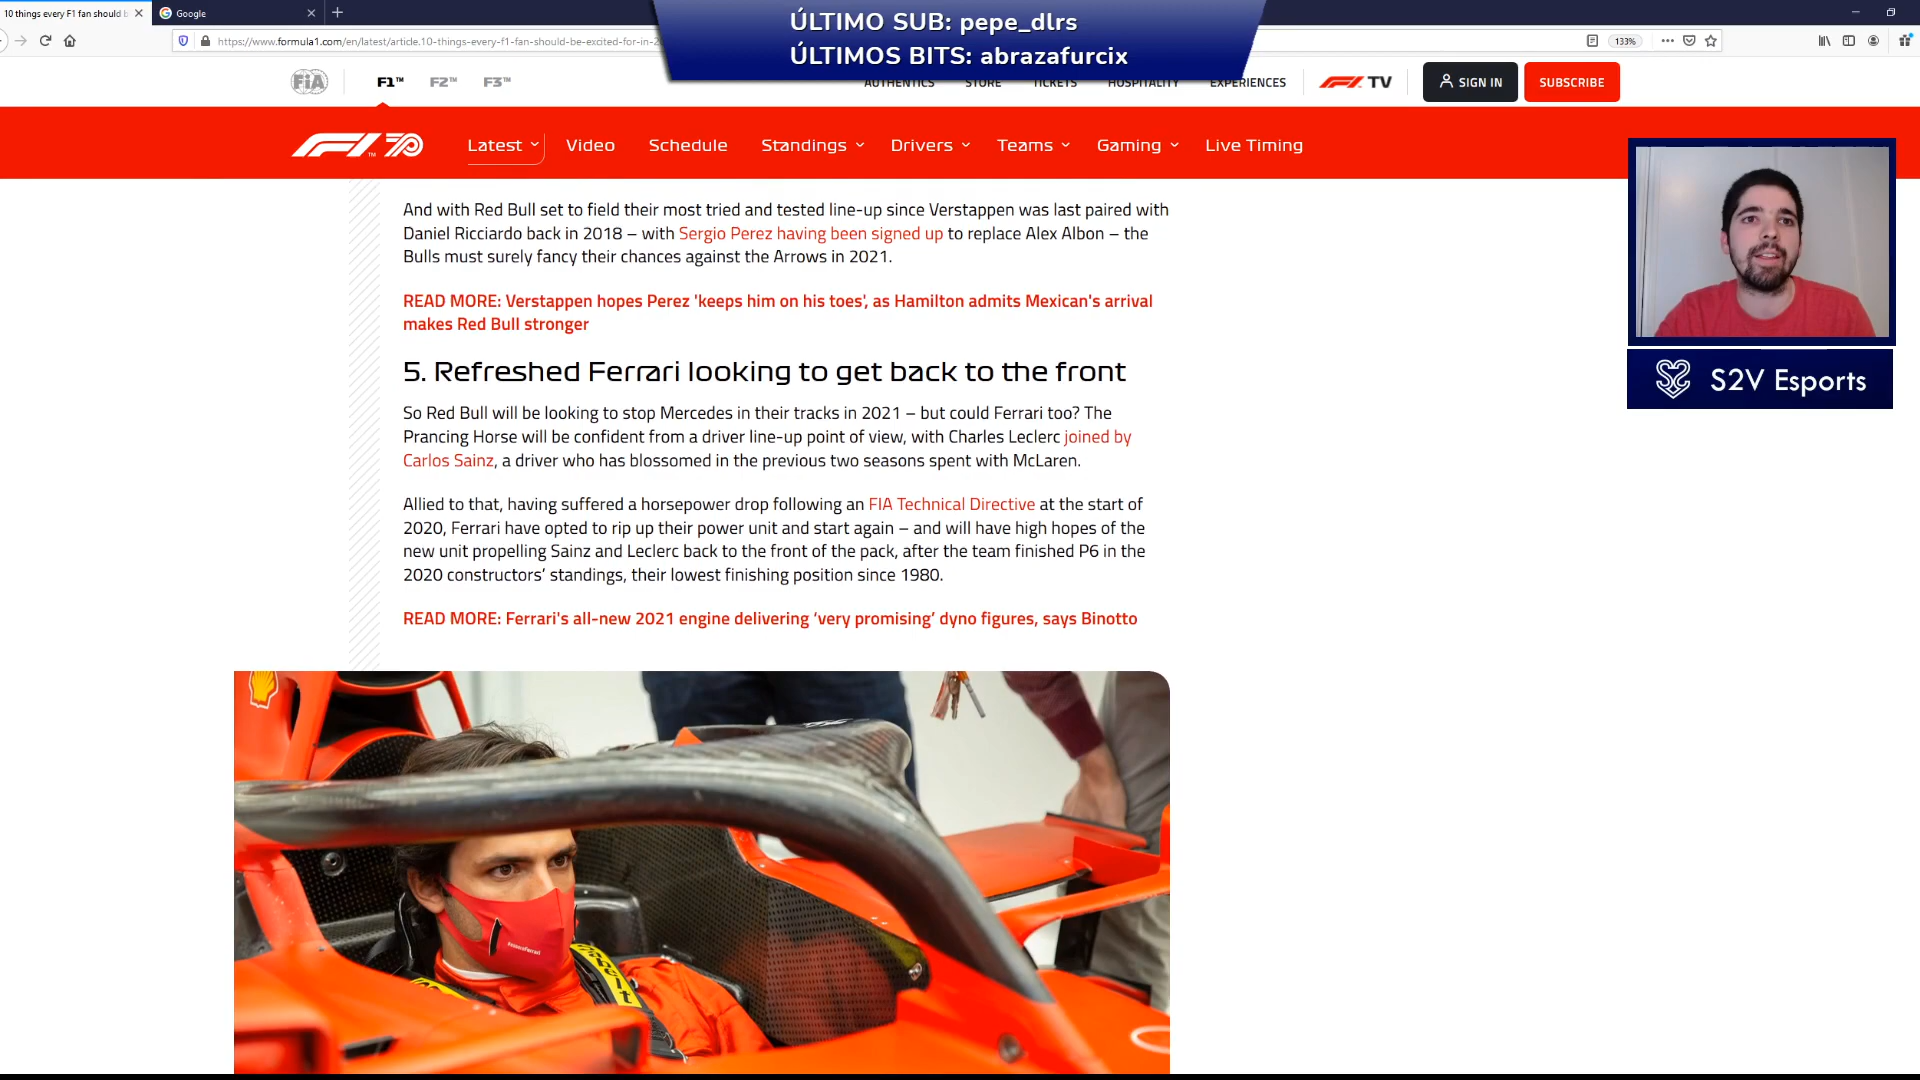 10 things every F1 fan should b
Google
ÚLTIMO SUB: pepe_dlrs
ÚLTIMOS BITS: abrazafurcix
https://www.formula1.com/en/latest/article.10-things-every-f1-fan-should-be-excited-for-in-2
133%
FIA
F1™
F2™
F3™
AUTHENTICS
STORE
TICKETS
HOSPITALITY
EXPERIENCES
F1 TV
SIGN IN
SUBSCRIBE
F1 70
Latest
Video
Schedule
Standings
Drivers
Teams
Gaming
Live Timing
And with Red Bull set to field their most tried and tested line-up since Verstappen was last paired with
Daniel Ricciardo back in 2018 – with Sergio Perez having been signed up to replace Alex Albon – the
Bulls must surely fancy their chances against the Arrows in 2021.
READ MORE: Verstappen hopes Perez 'keeps him on his toes', as Hamilton admits Mexican's arrival
makes Red Bull stronger
5. Refreshed Ferrari looking to get back to the front
So Red Bull will be looking to stop Mercedes in their tracks in 2021 – but could Ferrari too? The
Prancing Horse will be confident from a driver line-up point of view, with Charles Leclerc joined by
Carlos Sainz, a driver who has blossomed in the previous two seasons spent with McLaren.
Allied to that, having suffered a horsepower drop following an FIA Technical Directive at the start of
2020, Ferrari have opted to rip up their power unit and start again – and will have high hopes of the
new unit propelling Sainz and Leclerc back to the front of the pack, after the team finished P6 in the
2020 constructors’ standings, their lowest finishing position since 1980.
READ MORE: Ferrari's all-new 2021 engine delivering ‘very promising’ dyno figures, says Binotto
S2V Esports
sabelt